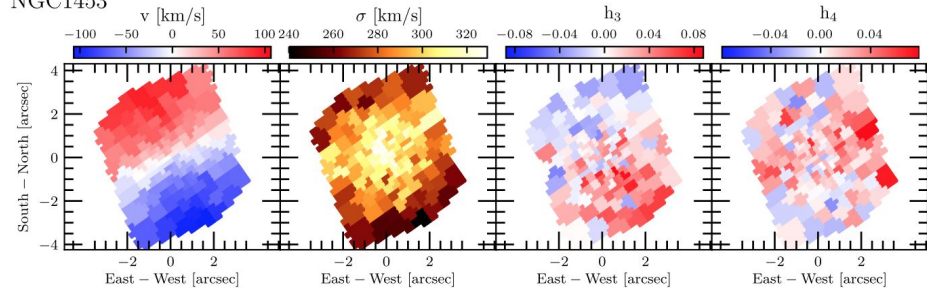 NGC1453
v [km/s]
σ [km/s]
h3
h4
−100 −50 0 50 100
240 260 280 300 320
−0.08 −0.04 0.00 0.04 0.08
−0.04 0.00 0.04
South − North [arcsec]
4
2
0
−2
−4
−2 0 2
−2 0 2
−2 0 2
−2 0 2
East − West [arcsec]
East − West [arcsec]
East − West [arcsec]
East − West [arcsec]